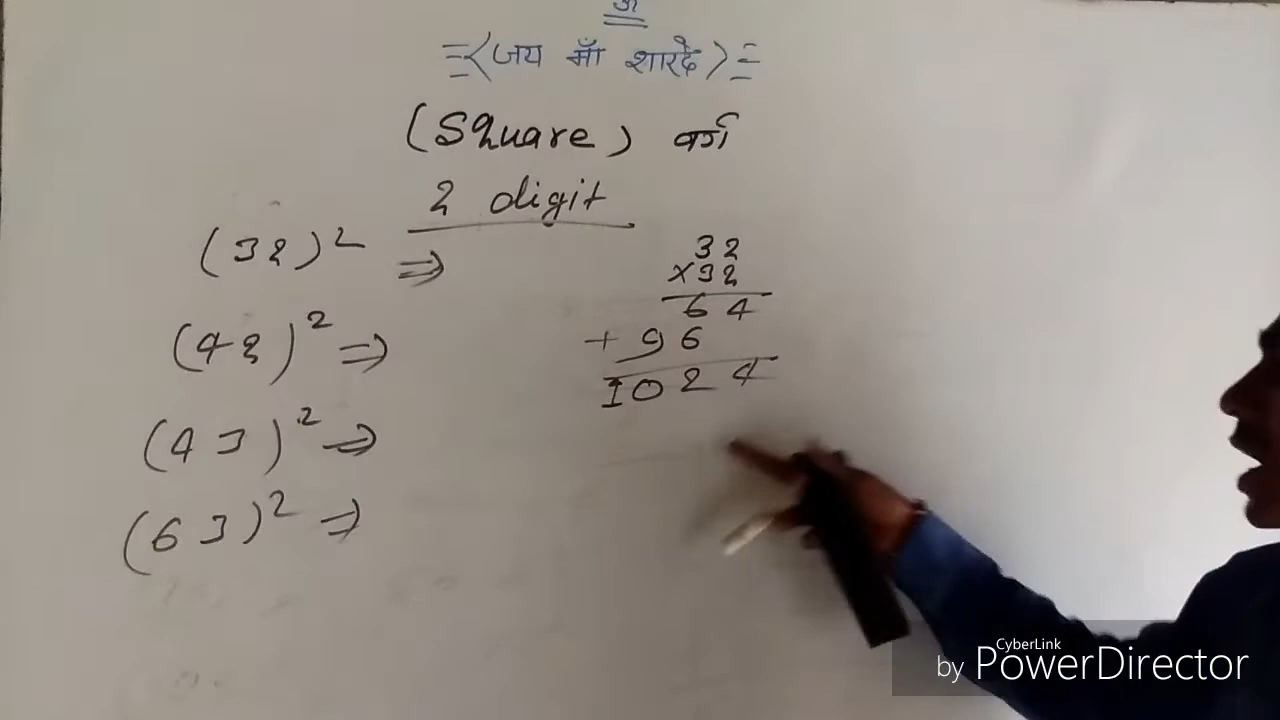 ॐ
=<जय माँ शारदे>=
(Square) वर्ग
2 digit
(32)² ⇒
(42)² ⇒
(43)² ⇒
(63)² ⇒
32
×32
64
+ 96
1024
CyberLink
by PowerDirector